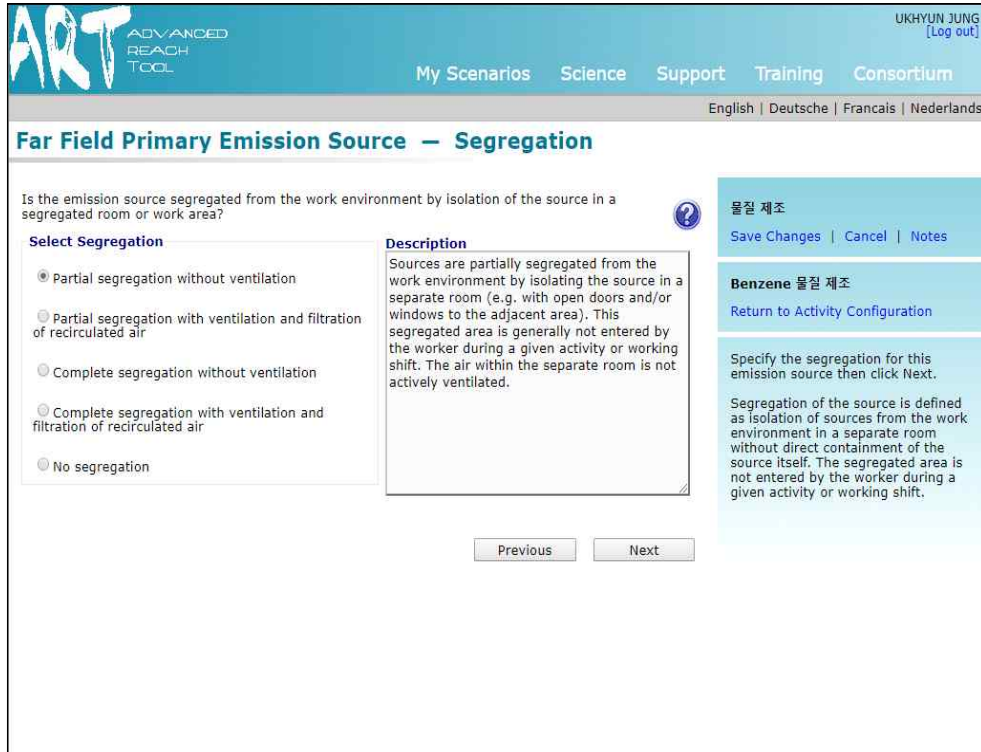 ART
ADVANCED
REACH
TOOL
UKHYUN JUNG
[Log out]
My Scenarios Science Support Training Consortium
English | Deutsche | Francais | Nederlands
Far Field Primary Emission Source — Segregation
Is the emission source segregated from the work environment by isolation of the source in a
segregated room or work area?
Select Segregation
Partial segregation without ventilation
Partial segregation with ventilation and filtration
of recirculated air
Complete segregation without ventilation
Complete segregation with ventilation and
filtration of recirculated air
No segregation
Description
Sources are partially segregated from the
work environment by isolating the source in a
separate room (e.g. with open doors and/or
windows to the adjacent area). This
segregated area is generally not entered by
the worker during a given activity or working
shift. The air within the separate room is not
actively ventilated.
Previous
Next
물질 제조
Save Changes | Cancel | Notes
Benzene 물질 제조
Return to Activity Configuration
Specify the segregation for this
emission source then click Next.
Segregation of the source is defined
as isolation of sources from the work
environment in a separate room
without direct containment of the
source itself. The segregated area is
not entered by the worker during a
given activity or working shift.